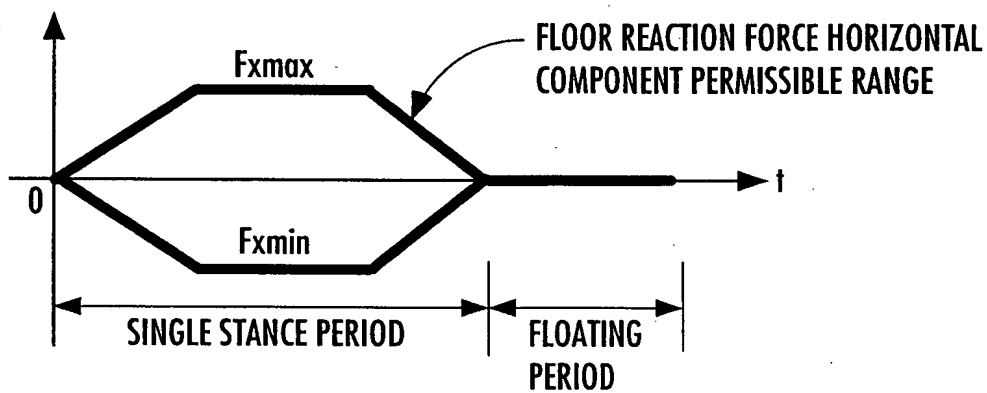 FLOOR REACTION FORCE HORIZONTAL
COMPONENT PERMISSIBLE RANGE
Fxmax
0
t
Fxmin
SINGLE STANCE PERIOD
FLOATING
PERIOD